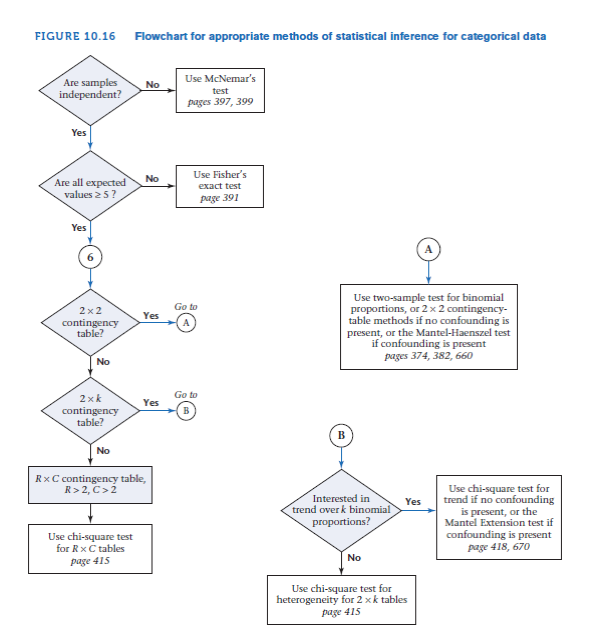 FIGURE 10.16 Flowchart for appropriate methods of statistical inference for categorical data
Are samples
independent?
No
Use McNemar's
test
pages 397, 399
Yes
Are all expected
values ≥ 5 ?
No
Use Fisher's
exact test
page 391
Yes
6
2 × 2
contingency
table?
Yes
Go to
A
No
2 × k
contingency
table?
Yes
Go to
B
No
R × C contingency table,
R > 2, C > 2
Use chi-square test
for R × C tables
page 415
A
Use two-sample test for binomial
proportions, or 2 × 2 contingency-
table methods if no confounding is
present, or the Mantel-Haenszel test
if confounding is present
pages 374, 382, 660
B
Interested in
trend over k binomial
proportions?
Yes
Use chi-square test for
trend if no confounding
is present, or the
Mantel Extension test if
confounding is present
page 418, 670
No
Use chi-square test for
heterogeneity for 2 × k tables
page 415